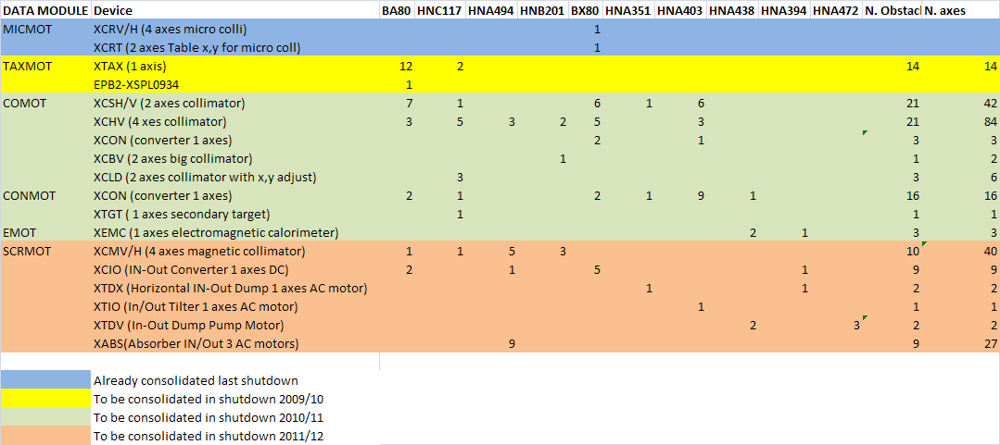 DATA MODULE Device BA80 HNC117 HNA494 HNB201 BX80 HNA351 HNA403 HNA438 HNA394 HNA472 N. Obstacl N. axes
MICMOT XCRV/H (4 axes micro colli) 1
XCRT (2 axes Table x,y for micro coll) 1
TAXMOT XTAX (1 axis) 12 2 14 14
EPB2-XSPL0934 1
COMOT XCSH/V (2 axes collimator) 7 1 6 1 6 21 42
XCHV (4 xes collimator) 3 5 3 2 5 3 21 84
XCON (converter 1 axes) 2 1 3 3
XCBV (2 axes big collimator) 1 1 2
XCLD (2 axes collimator with x,y adjust) 3 3 6
CONMOT XCON (converter 1 axes) 2 1 2 1 9 1 16 16
XTGT ( 1 axes secondary target) 1 1 1
EMOT XEMC (1 axes electromagnetic calorimeter) 2 1 3 3
SCRMOT XCMV/H (4 axes magnetic collimator) 1 1 5 3 10 40
XCIO (IN-Out Converter 1 axes DC) 2 1 5 1 9 9
XTDX (Horizontal IN-Out Dump 1 axes AC motor) 1 1 2 2
XTIO (In/Out Tilter 1 axes AC motor) 1 1 1
XTDV (In-Out Dump Pump Motor) 2 3 2 2
XABS(Absorber IN/Out 3 AC motors) 9 9 27
Already consolidated last shutdown
To be consolidated in shutdown 2009/10
To be consolidated in shutdown 2010/11
To be consolidated in shutdown 2011/12